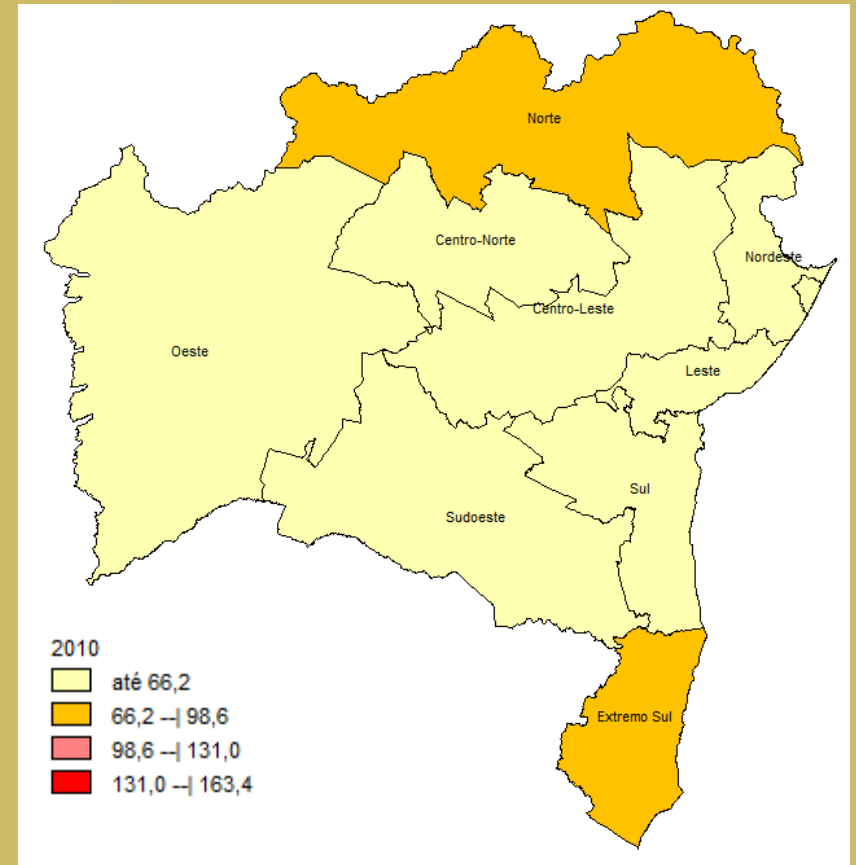 Norte
Centro-Norte
Nordeste
Centro-Leste
Oeste
Leste
Sul
Sudoeste
2010
até 66,2
66,2 --| 98,6
98,6 --| 131,0
131,0 --| 163,4
Extremo Sul